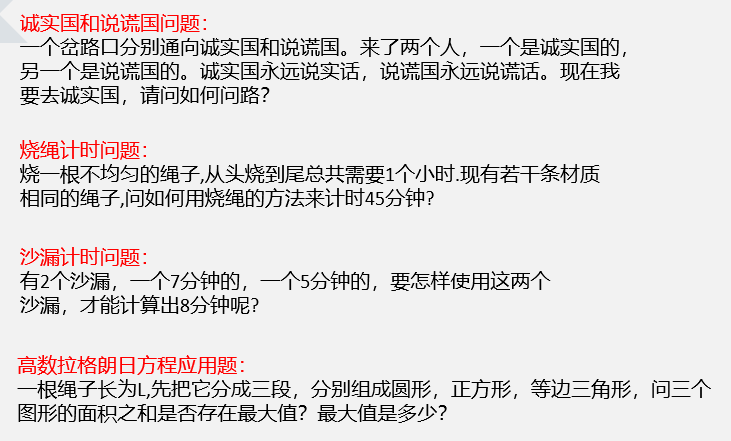 诚实国和说谎国问题：
一个岔路口分别通向诚实国和说谎国。来了两个人，一个是诚实国的，
另一个是说谎国的。诚实国永远说实话，说谎国永远说谎话。现在我
要去诚实国，请问如何问路？
烧绳计时问题：
烧一根不均匀的绳子,从头烧到尾总共需要1个小时.现有若干条材质
相同的绳子,问如何用烧绳的方法来计时45分钟?
沙漏计时问题：
有2个沙漏，一个7分钟的，一个5分钟的，要怎样使用这两个
沙漏，才能计算出8分钟呢?
高数拉格朗日方程应用题：
一根绳子长为L,先把它分成三段，分别组成圆形，正方形，等边三角形，问三个
图形的面积之和是否存在最大值？最大值是多少？